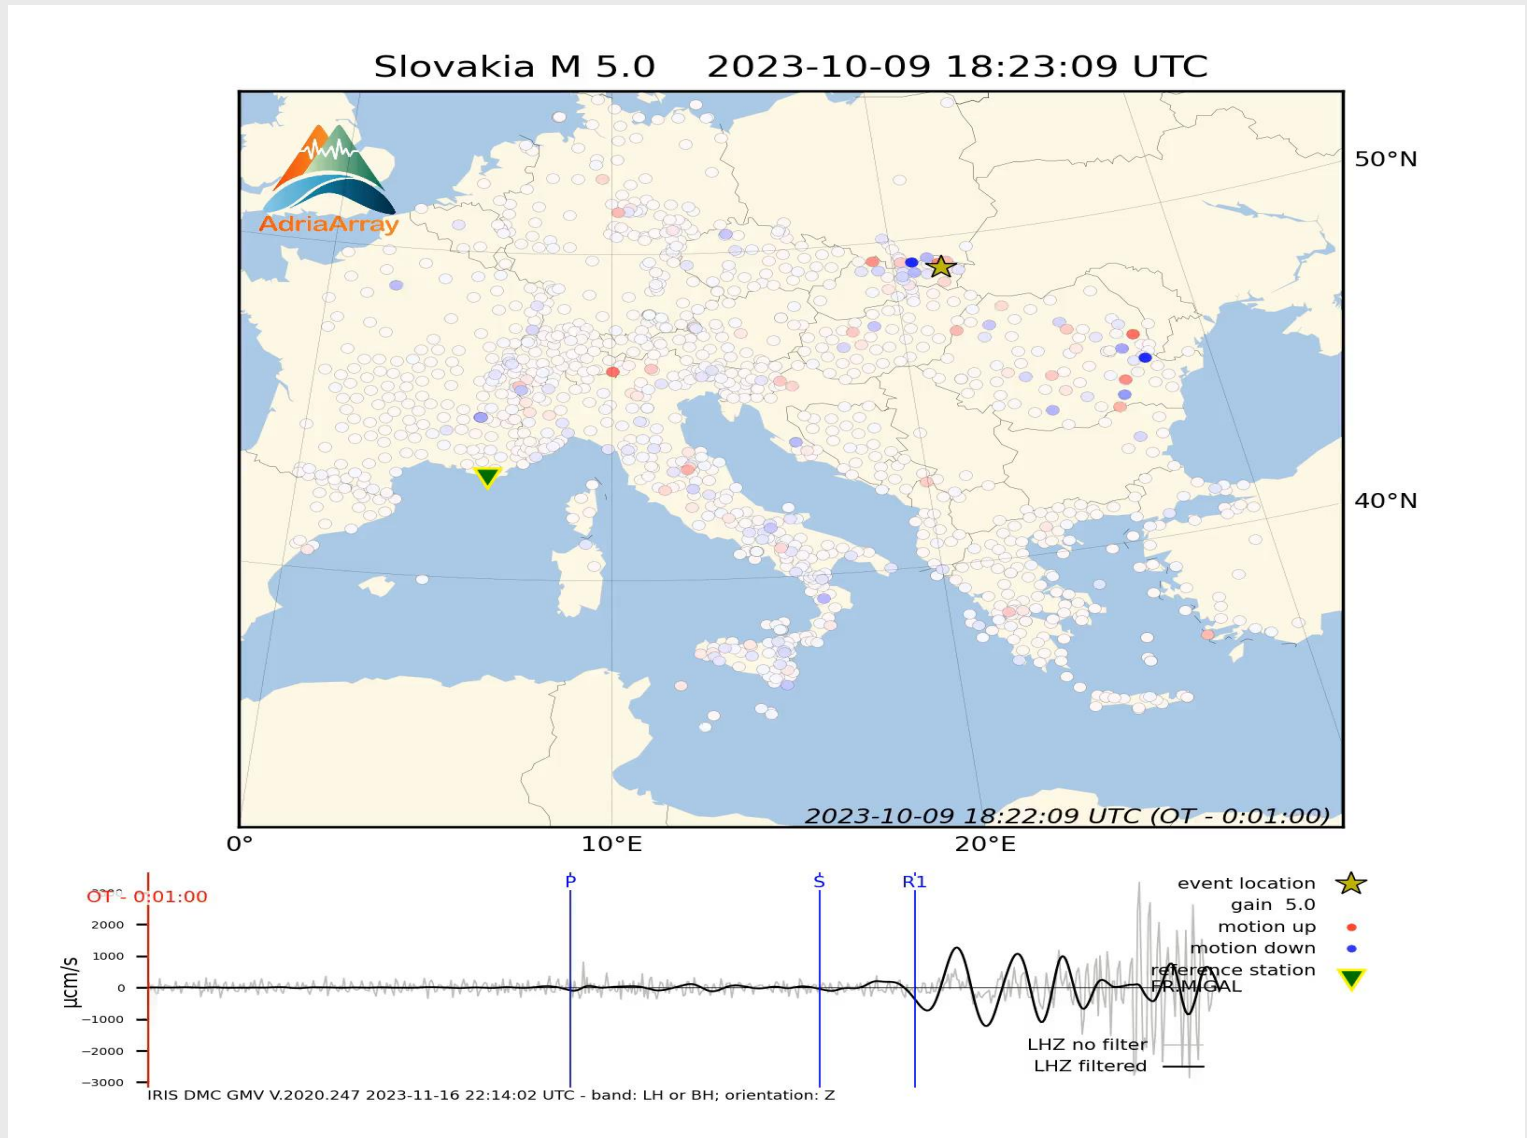 Slovakia M 5.0    2023-10-09 18:23:09 UTC
AdriaArray
50°N
40°N
2023-10-09 18:22:09 UTC (OT - 0:01:00)
0°
10°E
20°E
OT - 0:01:00
P
S
R1
2000
1000
0
−1000
−2000
−3000
µcm/s
event location
gain  5.0
motion up
motion down
reference station
FR.MIGAL
LHZ no filter
LHZ filtered
IRIS DMC GMV V.2020.247 2023-11-16 22:14:02 UTC - band: LH or BH; orientation: Z